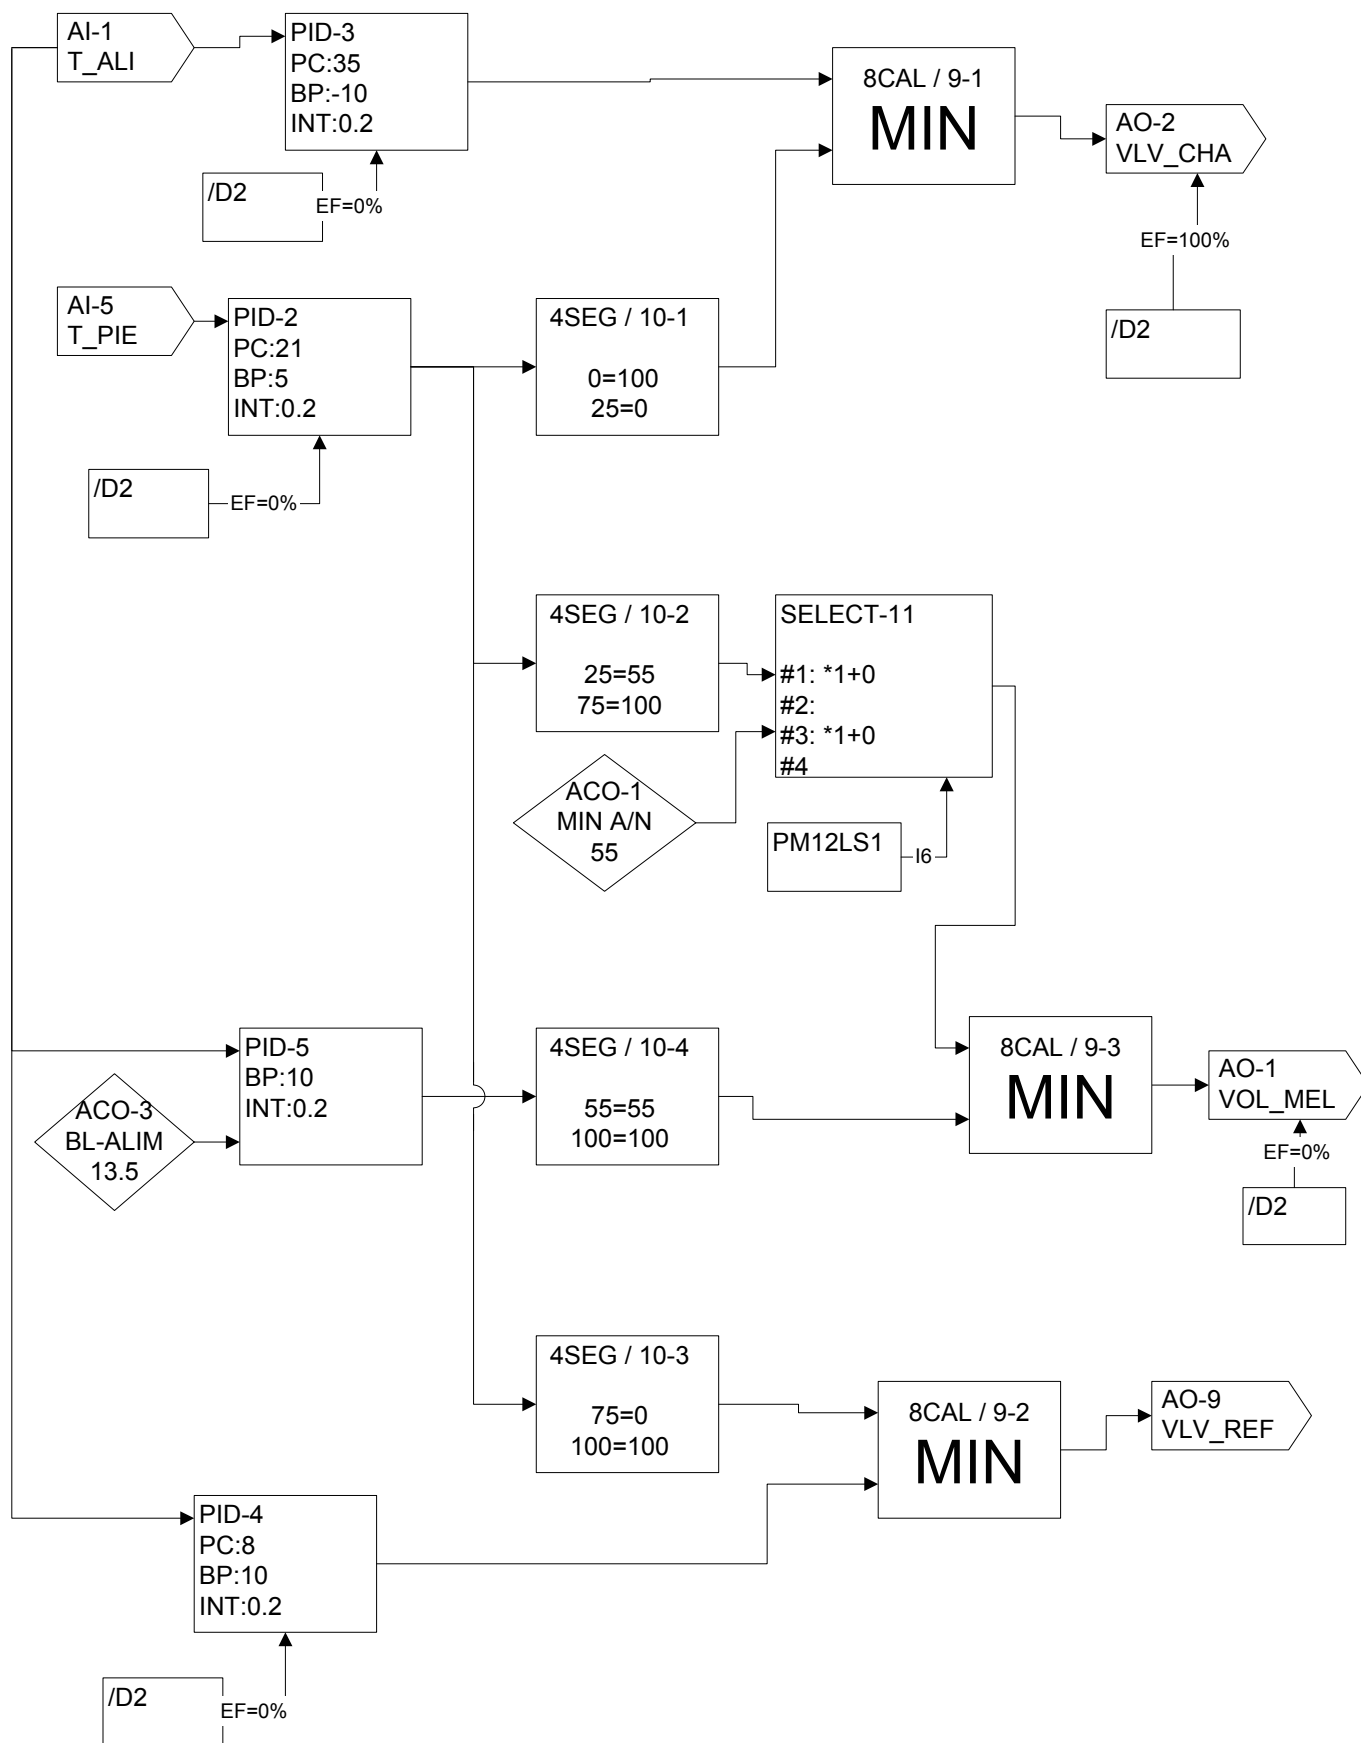 AI-1
T_ALI
PID-3
PC:35
BP:-10
INT:0.2
8CAL / 9-1
MIN
AO-2
VLV_CHA
/D2
EF=0%
EF=100%
/D2
AI-5
T_PIE
PID-2
PC:21
BP:5
INT:0.2
4SEG / 10-1
0=100
25=0
/D2
EF=0%
4SEG / 10-2
25=55
75=100
SELECT-11
#1: *1+0
#2:
#3: *1+0
#4
ACO-1
MIN A/N
55
PM12LS1
I6
PID-5
BP:10
INT:0.2
ACO-3
BL-ALIM
13.5
4SEG / 10-4
55=55
100=100
8CAL / 9-3
MIN
AO-1
VOL_MEL
EF=0%
/D2
4SEG / 10-3
75=0
100=100
8CAL / 9-2
MIN
AO-9
VLV_REF
PID-4
PC:8
BP:10
INT:0.2
/D2
EF=0%